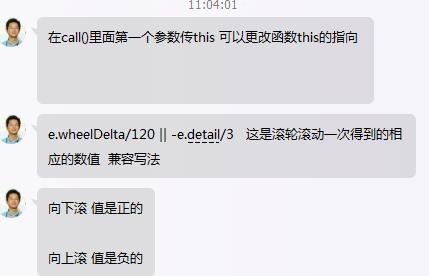 11:04:01
在call()里面第一个参数传this 可以更改函数this的指向
e.wheelDelta/120 || -e.detail/3 这是滚轮滚动一次得到的相
应的数值 兼容写法
向下滚 值是正的
向上滚 值是负的